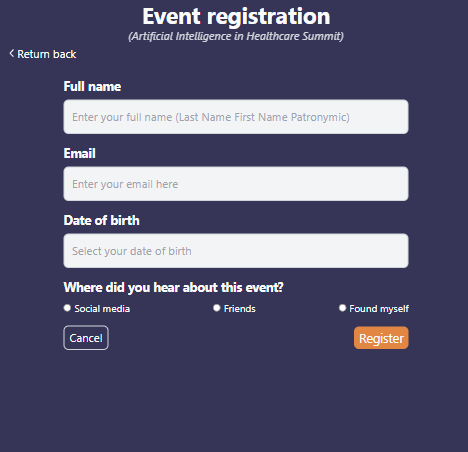 Event registration
(Artificial Intelligence in Healthcare Summit)
Return back
Full name
Enter your full name (Last Name First Name Patronymic)
Email
Enter your email here
Date of birth
Select your date of birth
Where did you hear about this event?
Social media Friends Found myself
Cancel Register